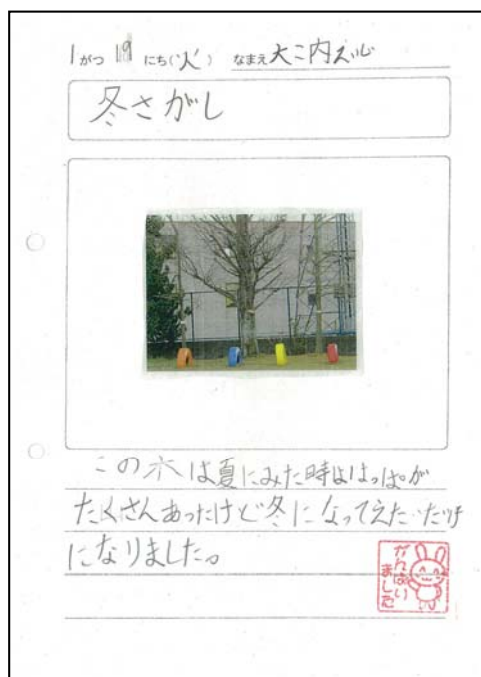 1がつ 19 にち(火) なまえ大こ内
冬さがし
この木は夏にみた時ははっぱが
たくさんあったけど冬になってえだだけ
になりました。
がんばり
ました